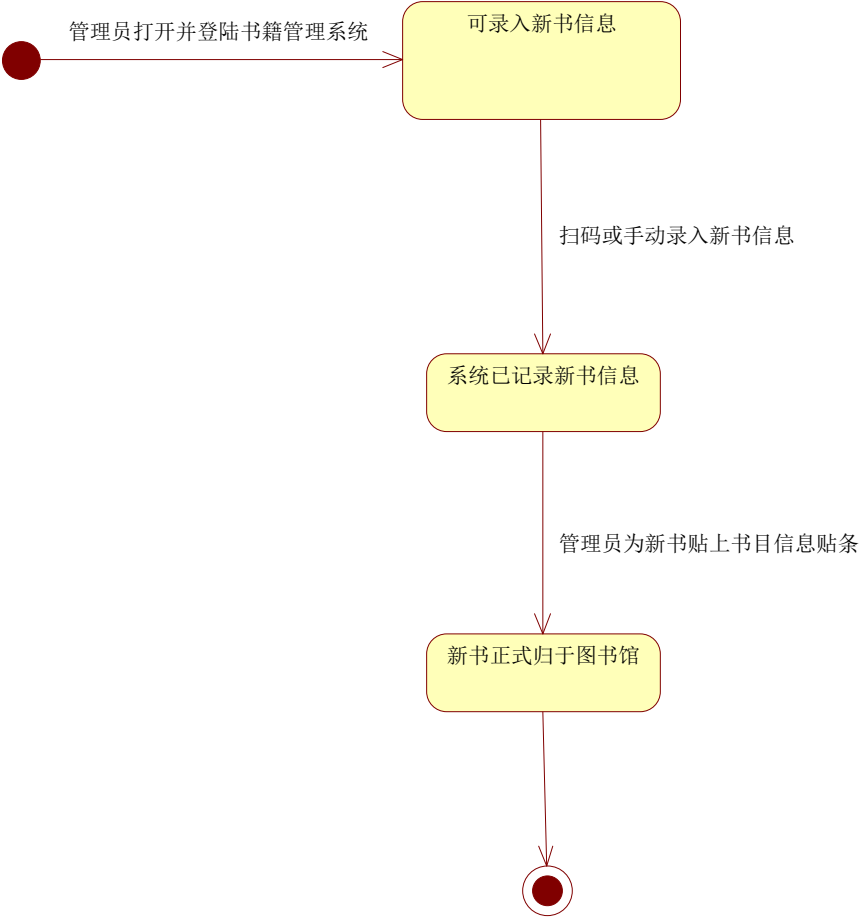 管理员打开并登陆书籍管理系统
可录入新书信息
扫码或手动录入新书信息
系统已记录新书信息
管理员为新书贴上书目信息贴条
新书正式归于图书馆